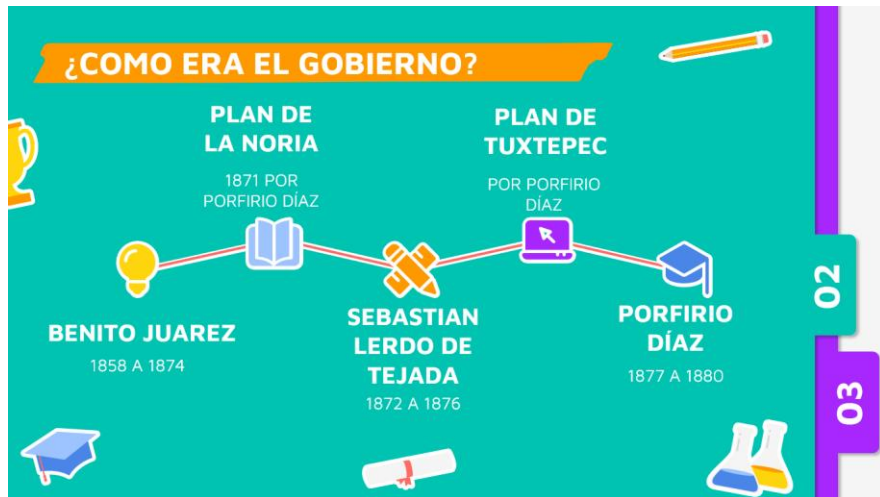 ¿COMO ERA EL GOBIERNO?
PLAN DE
LA NORIA
1871 POR
PORFIRIO DÍAZ
PLAN DE
TUXTEPEC
POR PORFIRIO
DÍAZ
BENITO JUAREZ
1858 A 1874
SEBASTIAN
LERDO DE
TEJADA
1872 A 1876
PORFIRIO
DÍAZ
1877 A 1880
02
03